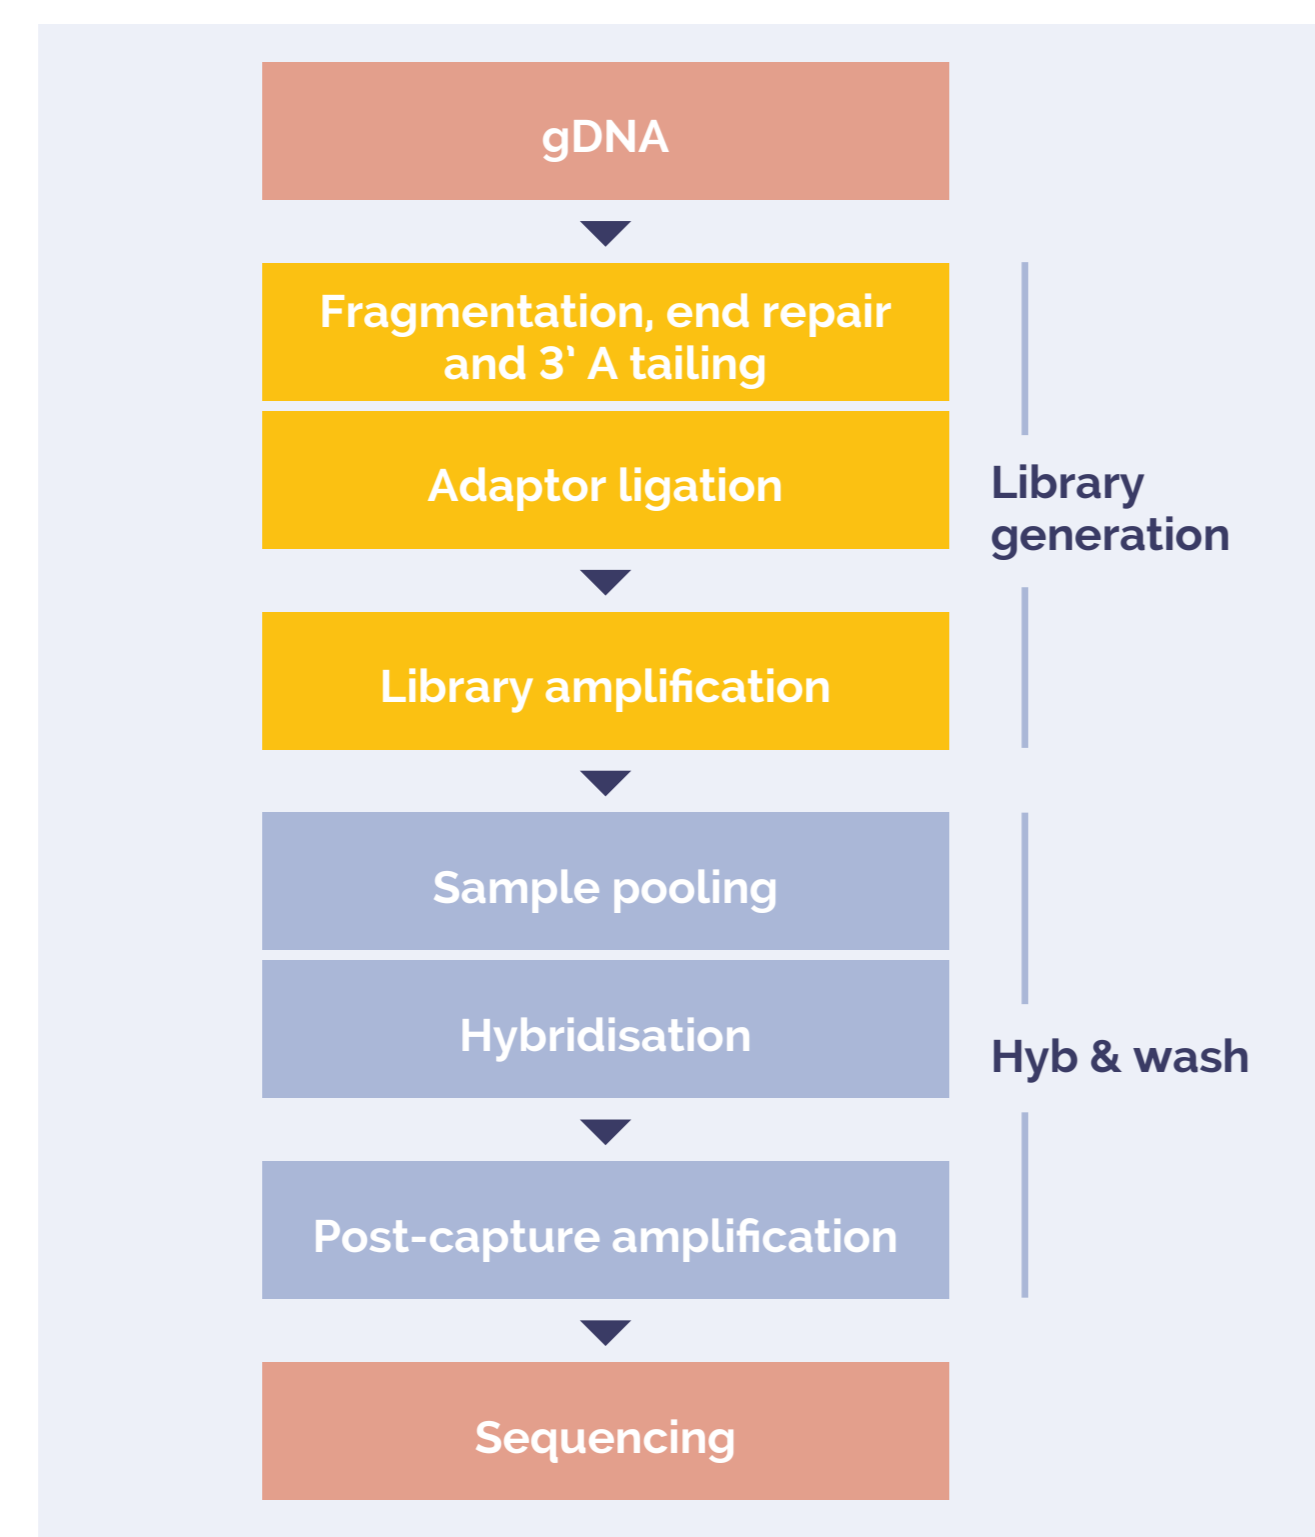 gDNA
Fragmentation, end repair
and 3’ A tailing
Adaptor ligation
Library
generation
Library amplification
Sample pooling
Hybridisation
Hyb & wash
Post-capture amplification
Sequencing